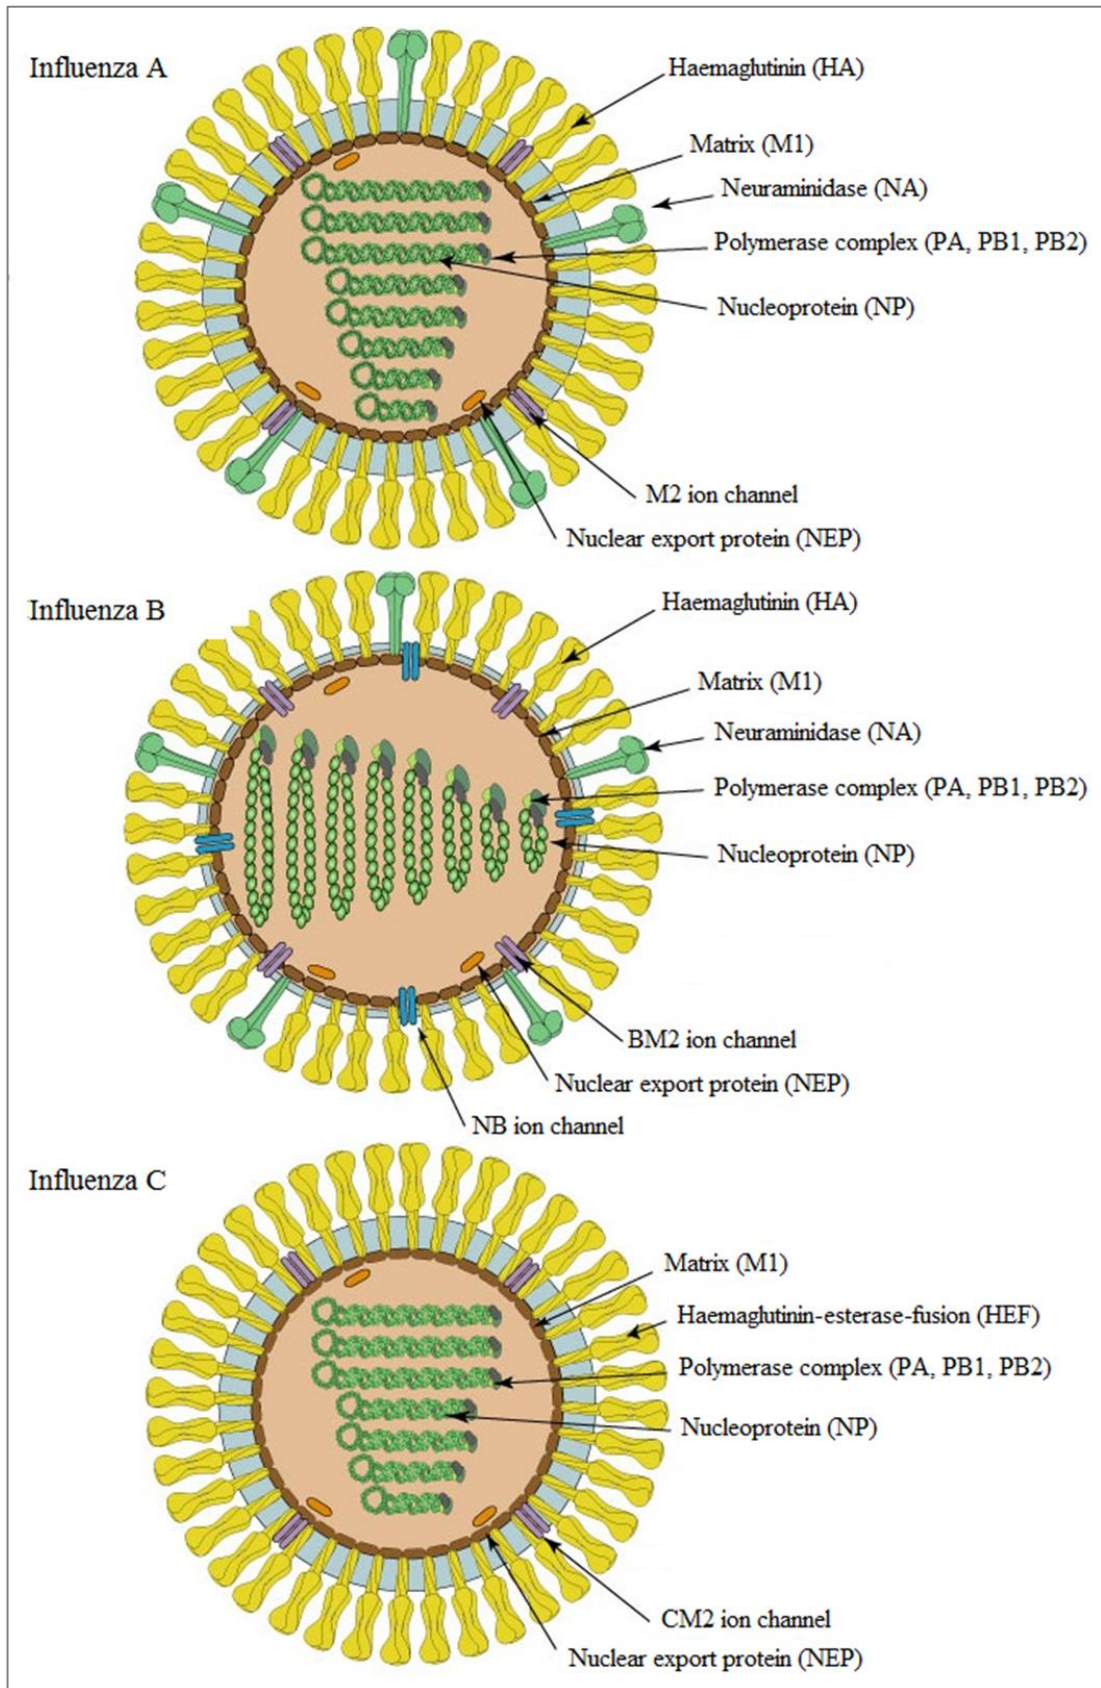 Influenza A
Haemaglutinin (HA)
Matrix (M1)
Neuraminidase (NA)
Polymerase complex (PA, PB1, PB2)
Nucleoprotein (NP)
M2 ion channel
Nuclear export protein (NEP)
Influenza B
Haemaglutinin (HA)
Matrix (M1)
Neuraminidase (NA)
Polymerase complex (PA, PB1, PB2)
Nucleoprotein (NP)
BM2 ion channel
Nuclear export protein (NEP)
NB ion channel
Influenza C
Matrix (M1)
Haemaglutinin-esterase-fusion (HEF)
Polymerase complex (PA, PB1, PB2)
Nucleoprotein (NP)
CM2 ion channel
Nuclear export protein (NEP)